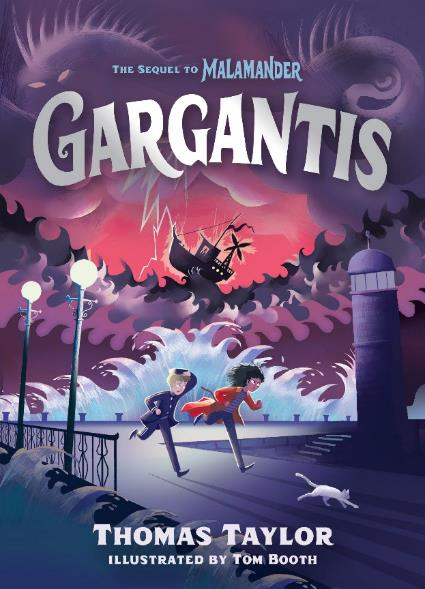 THE SEQUEL TO MALAMANDER
GARGANTIS
THOMAS TAYLOR
ILLUSTRATED BY TOM BOOTH